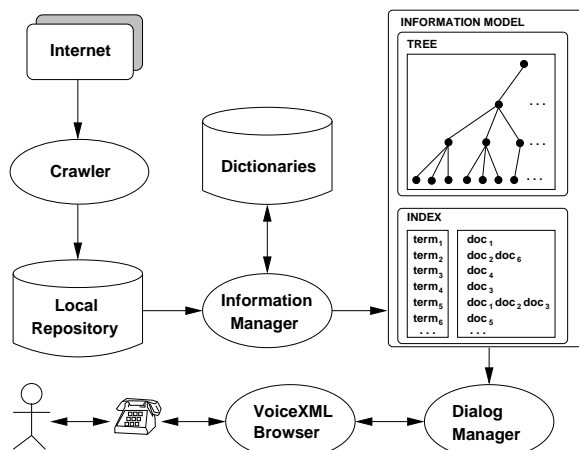 INFORMATION MODEL
TREE
Internet
. . .
Crawler
Dictionaries
. . .
. . .
INDEX
term₁ doc₁
term₂ doc₂ doc₆
term₃ doc₄
term₄ doc₃
term₅ doc₁ doc₂ doc₃
term₆ doc₅
. . . . . .
Local
Repository
Information
Manager
VoiceXML
Browser
Dialog
Manager